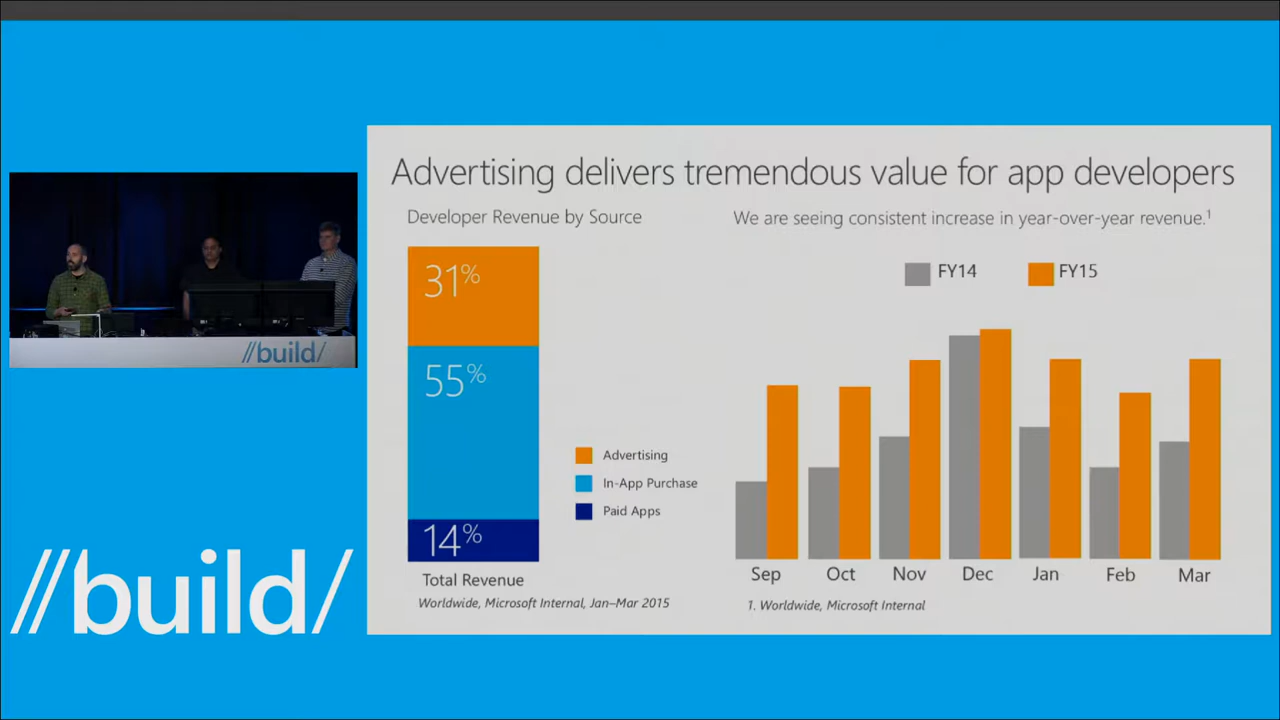 Advertising delivers tremendous value for app developers
Developer Revenue by Source
31%
55%
14%
Advertising
In-App Purchase
Paid Apps
Total Revenue
Worldwide, Microsoft Internal, Jan–Mar 2015
We are seeing consistent increase in year-over-year revenue.¹
FY14
FY15
Sep Oct Nov Dec Jan Feb Mar
1. Worldwide, Microsoft Internal
//build/
//build/